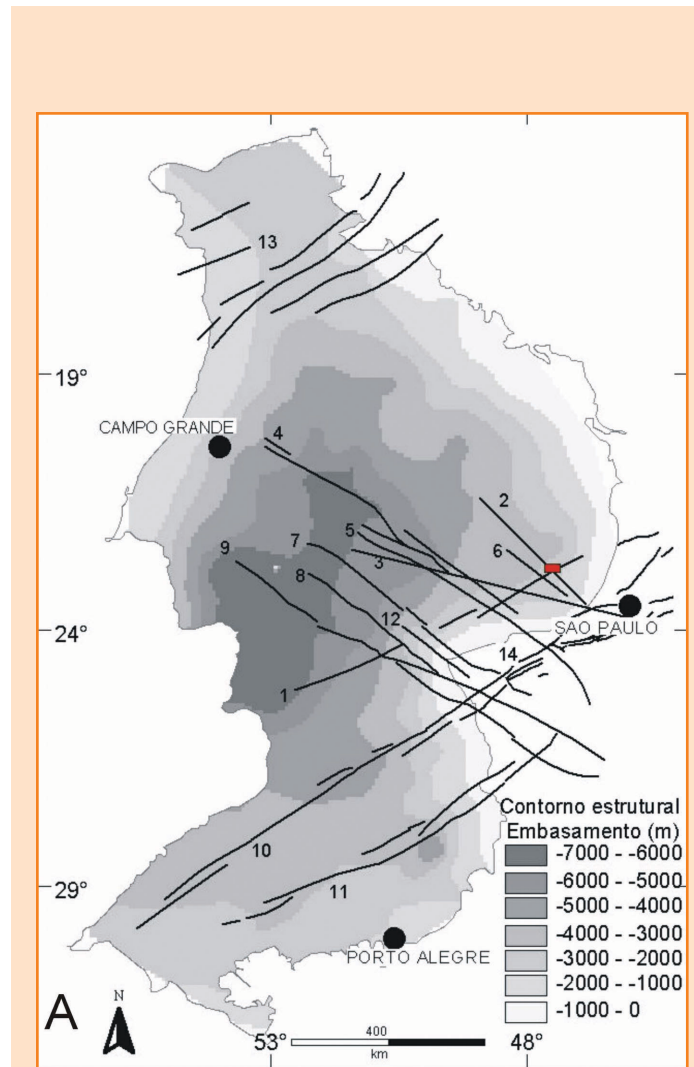 13
19°
CAMPO GRANDE
4
2
5
7
6
9
3
8
12
SAO PAULO
24°
14
1
Contorno estrutural
Embasamento (m)
-7000 - -6000
-6000 - -5000
-5000 - -4000
-4000 - -3000
-3000 - -2000
-2000 - -1000
-1000 - 0
10
11
29°
PORTO ALEGRE
A
N
53°
400
km
48°